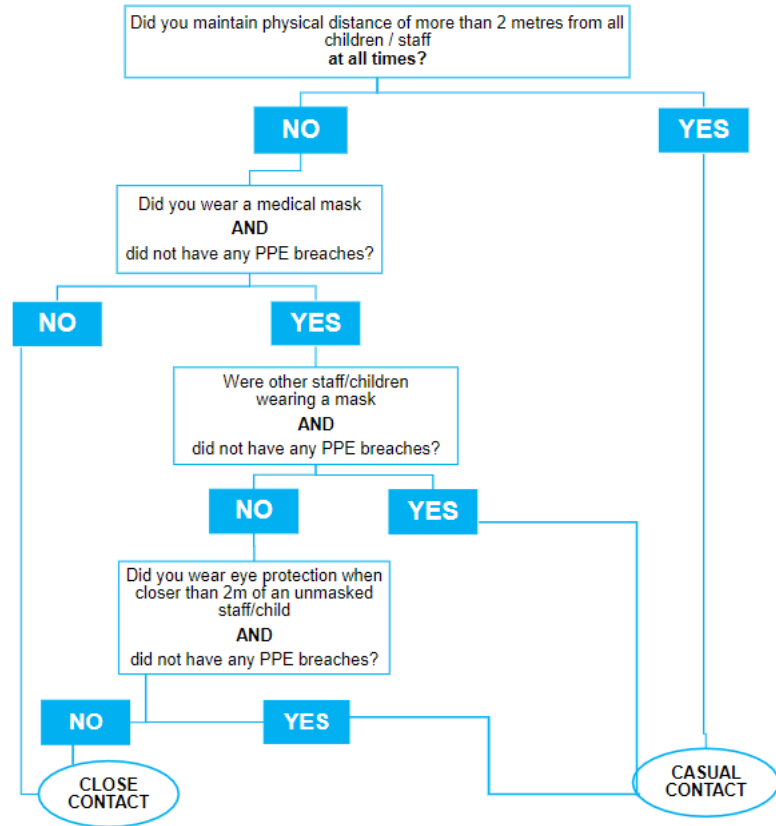 Did you maintain physical distance of more than 2 metres from all
children / staff
at all times?
NO
YES
Did you wear a medical mask
AND
did not have any PPE breaches?
NO
YES
Were other staff/children
wearing a mask
AND
did not have any PPE breaches?
NO
YES
Did you wear eye protection when
closer than 2m of an unmasked
staff/child
AND
did not have any PPE breaches?
NO
YES
CLOSE
CONTACT
CASUAL
CONTACT